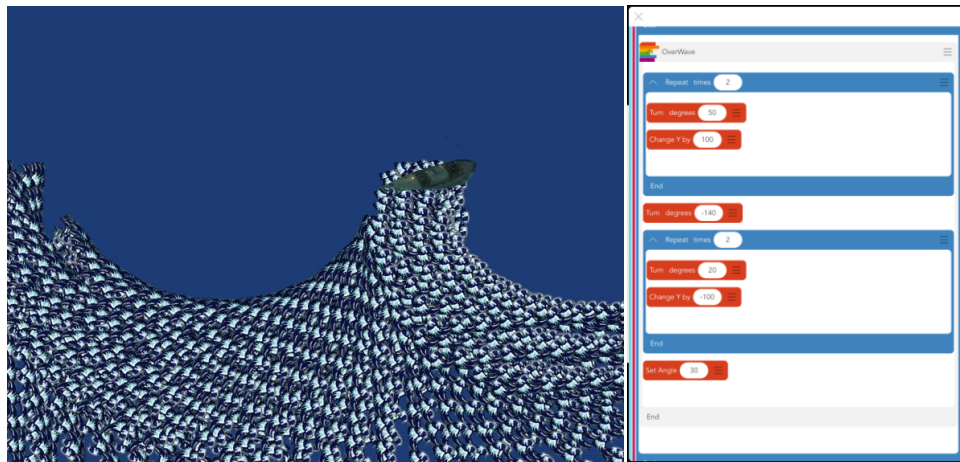 OverWave
Repeat times 2
Turn degrees 50
Change Y by 100
End
Turn degrees -140
Repeat times 2
Turn degrees 20
Change Y by -100
End
Set Angle 30
End